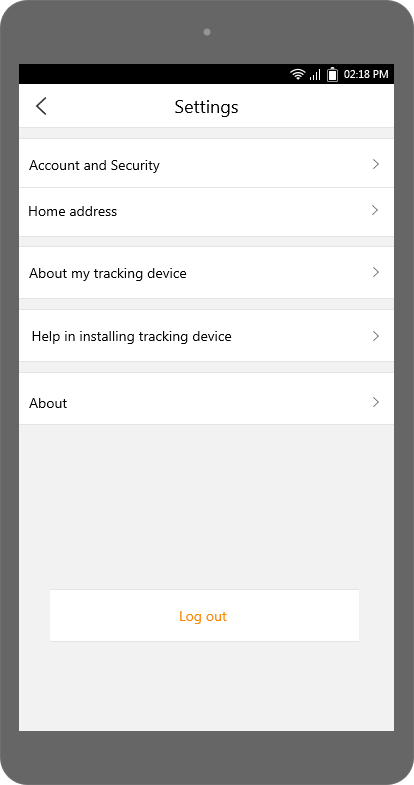 02:18 PM
Settings
Account and Security
Home address
About my tracking device
Help in installing tracking device
About
Log out